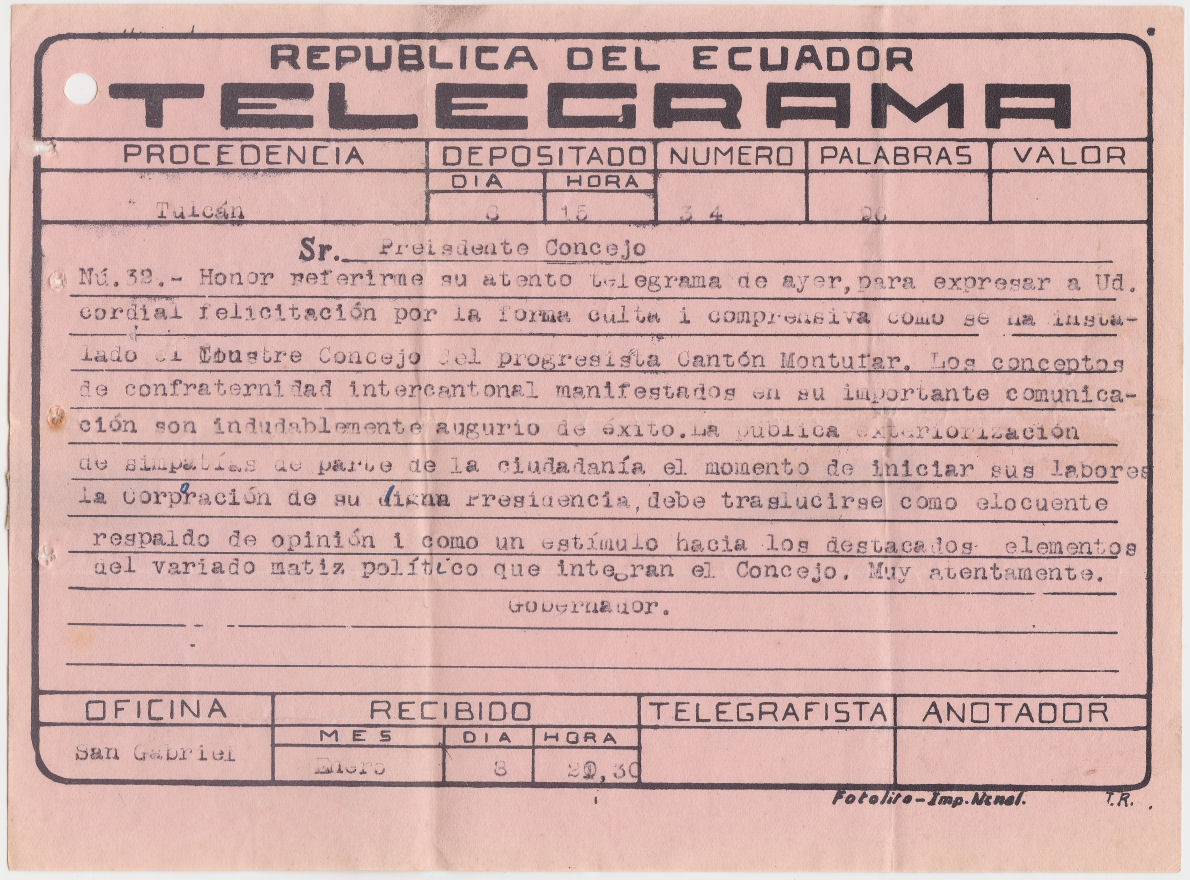 REPUBLICA DEL ECUADOR
TELEGRAMA
PROCEDENCIA DEPOSITADO NUMERO PALABRAS VALOR
DIA HORA
Tulcán 8 15 34 96
Sr. Preisdente Concejo
Nú.32.- Honor referirme su atento telegrama de ayer, para expresar a Ud.
cordial felicitación por la forma culta i comprensiva como se ha insta-
lado el Ilustre Concejo del progresista Cantón Montufar. Los conceptos
de confraternidad intercantonal manifestados en su importante comunica-
ción son indudablemente augurio de éxito.La pública exteriorización
de simpatías de parte de la ciudadanía el momento de iniciar sus labores
la Corporación de su digna Presidencia, debe traslucirse como elocuente
respaldo de opinión i como un estímulo hacia los destacados elementos
del variado matiz político que integran el Concejo. Muy atentamente.
Gobernador.
OFICINA RECIBIDO TELEGRAFISTA ANOTADOR
MES DIA HORA
San Gabriel Enero 8 20,30
Fotolito-Imp.Nznal. T.R.